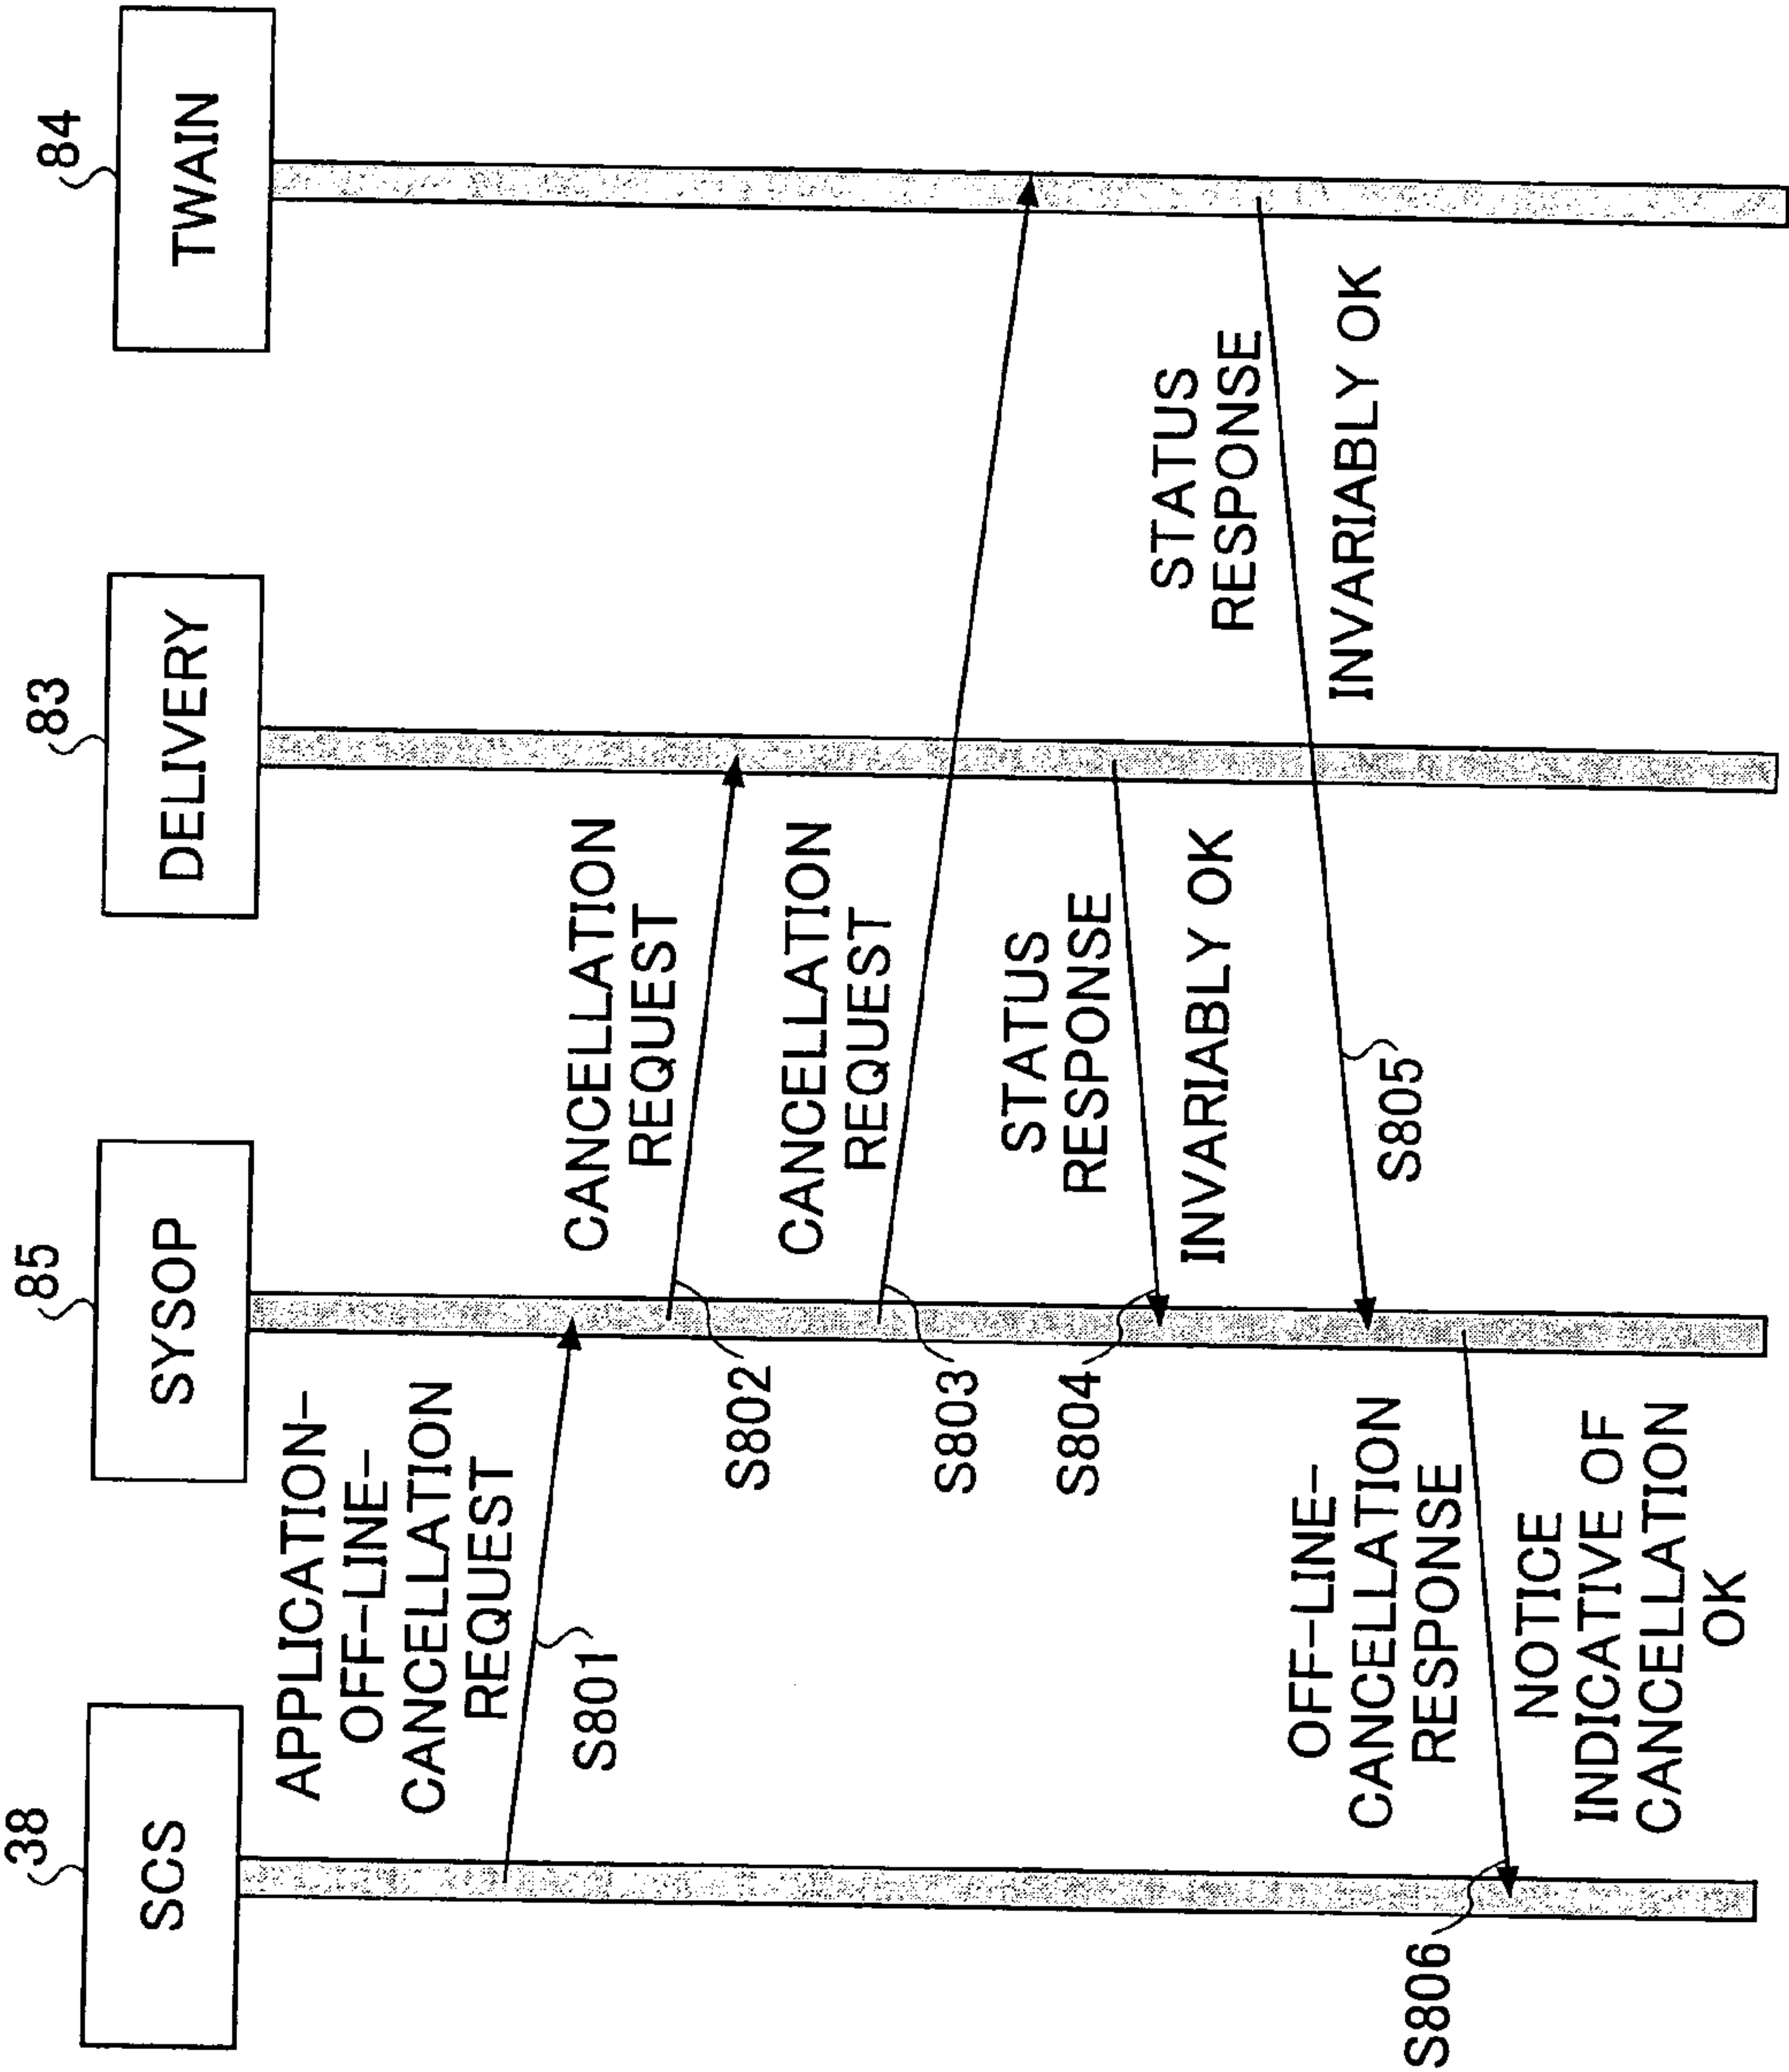 38
SCS
85
SYSOP
83
DELIVERY
84
TWAIN
APPLICATION-
OFF-LINE-
CANCELLATION
REQUEST
S801
CANCELLATION
REQUEST
S802
CANCELLATION
REQUEST
S803
STATUS
RESPONSE
S804
INVARIABLY OK
STATUS
RESPONSE
INVARIABLY OK
S805
OFF-LINE-
CANCELLATION
RESPONSE
S806
NOTICE
INDICATIVE OF
CANCELLATION
OK